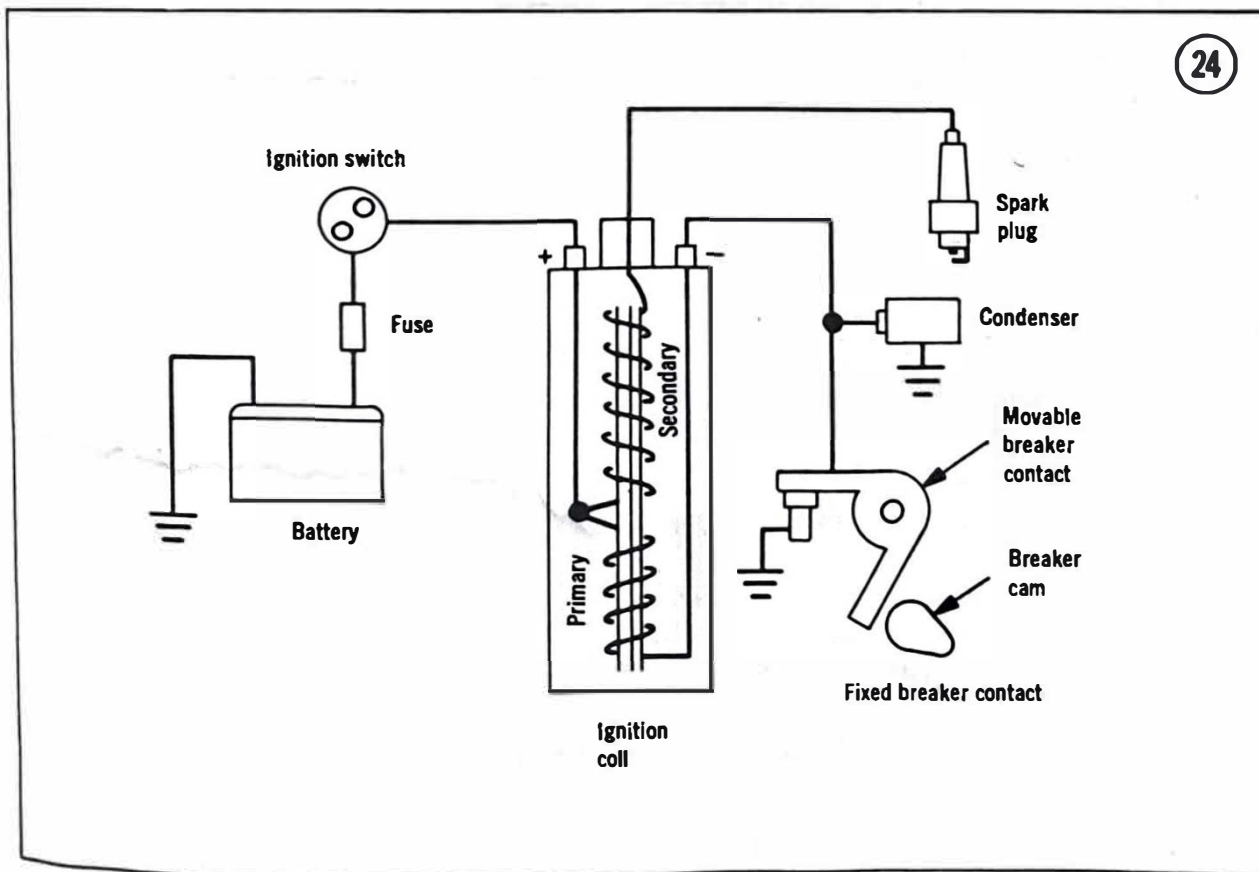 24
Ignition switch
Spark
plug
+
−
Fuse
Condenser
Secondary
Movable
breaker
contact
Battery
Primary
Breaker
cam
Fixed breaker contact
Ignition
coil